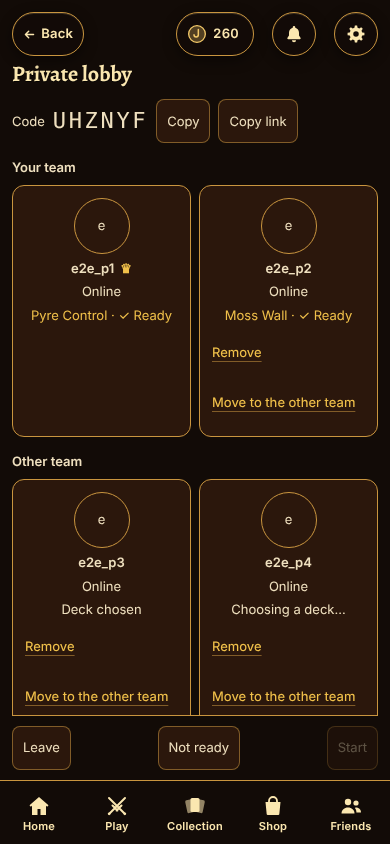 ← Back
J 260
Private lobby
Code UHZNYF Copy Copy link
Your team
e
e2e_p1
Online
Pyre Control · ✓ Ready
e
e2e_p2
Online
Moss Wall · ✓ Ready
Remove
Move to the other team
Other team
e
e2e_p3
Online
Deck chosen
Remove
Move to the other team
e
e2e_p4
Online
Choosing a deck...
Remove
Move to the other team
Leave Not ready Start
Home Play Collection Shop Friends